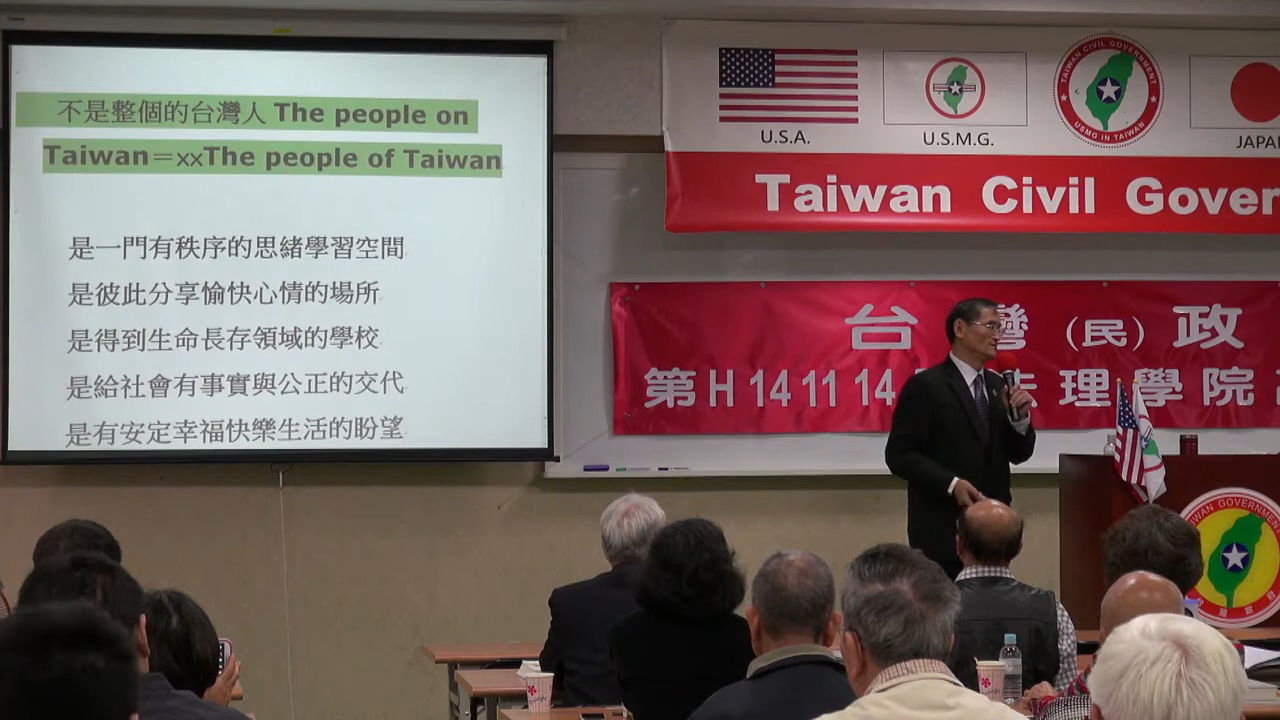 不是整個的台灣人 The people on
Taiwan＝xxThe people of Taiwan
是一門有秩序的思緒學習空間
是彼此分享愉快心情的場所
是得到生命長存領域的學校
是給社會有事實與公正的交代
是有安定幸福快樂生活的盼望
U.S.A.
U.S.M.G.
TAIWAN CIVIL GOVERNMENT
USMG IN TAIWAN
JAPA
Taiwan Civil Gover
台灣（民）政
第H 14 11 14 法理學院
TAIWAN GOVERNMENT